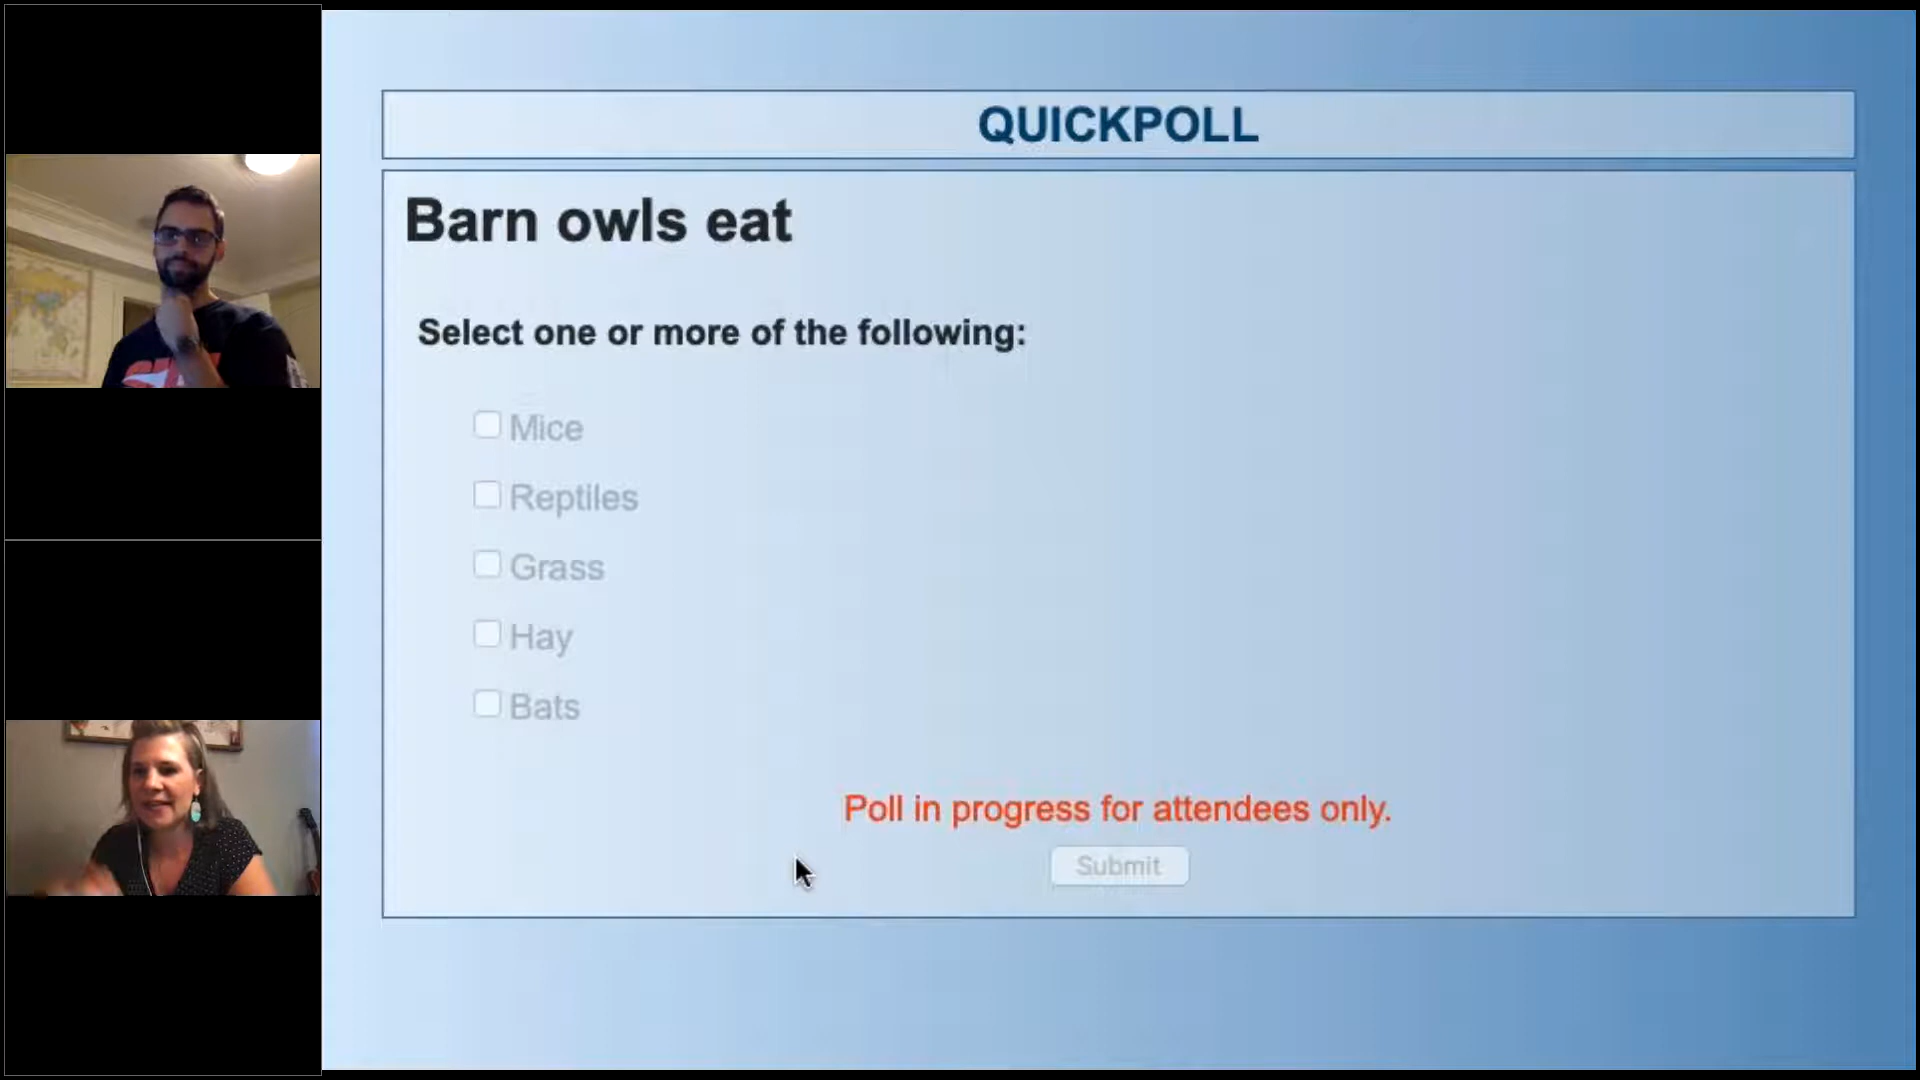 QUICKPOLL
Barn owls eat
Select one or more of the following:
Mice
Reptiles
Grass
Hay
Bats
Poll in progress for attendees only.
Submit